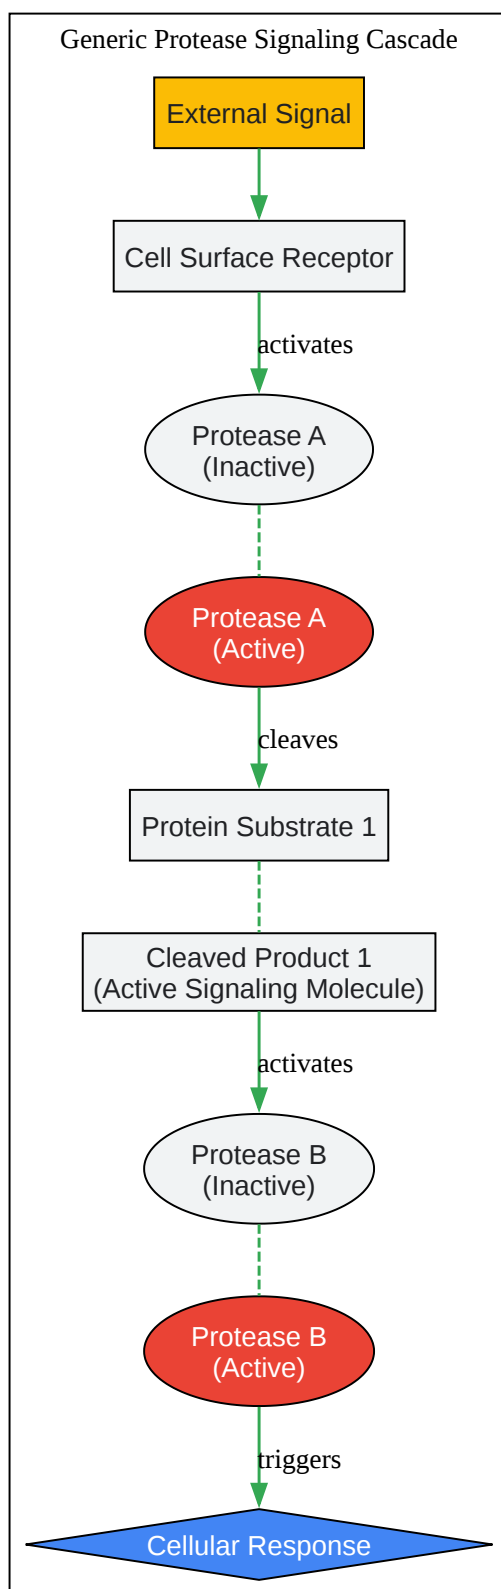 Generic Protease Signaling Cascade
External Signal
Cell Surface Receptor
activates
Protease A
(Inactive)
Protease A
(Active)
cleaves
Protein Substrate 1
Cleaved Product 1
(Active Signaling Molecule)
activates
Protease B
(Inactive)
Protease B
(Active)
triggers
Cellular Response